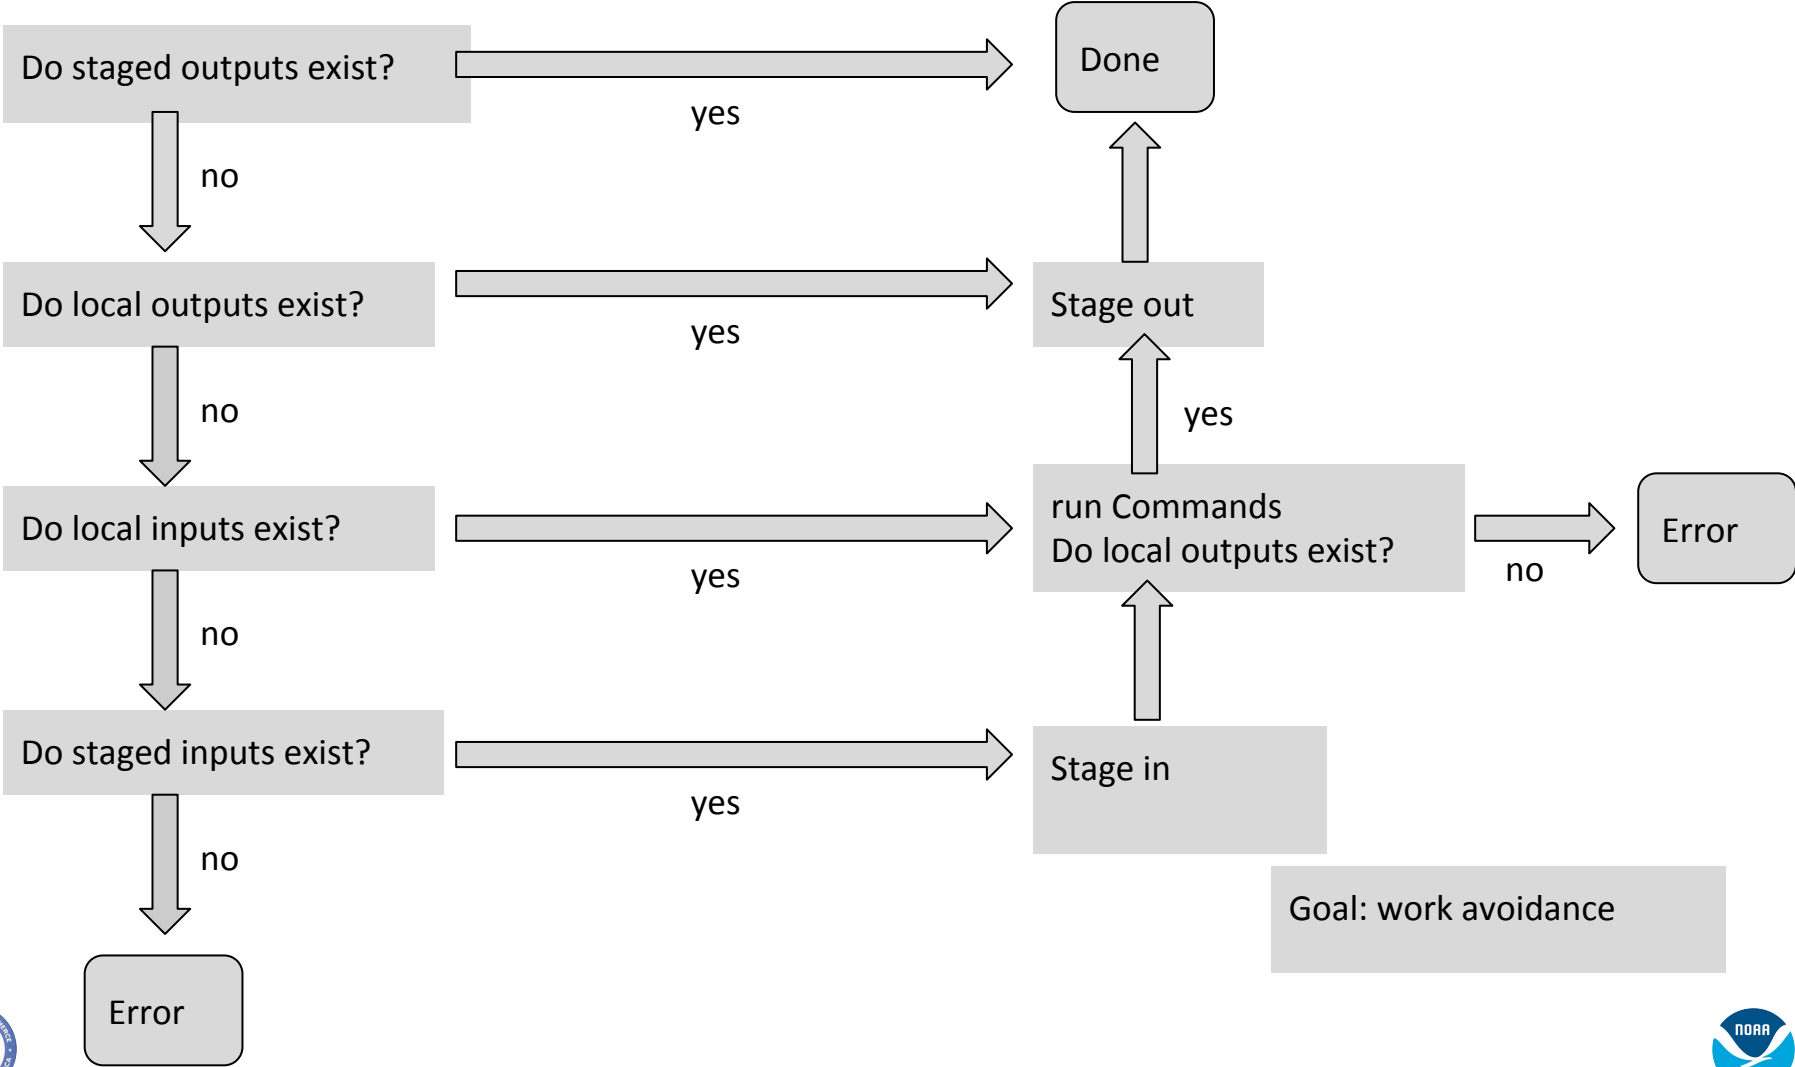 Do staged outputs exist?
yes
Done
no
Do local outputs exist?
yes
Stage out
no
yes
Do local inputs exist?
yes
run Commands
Do local outputs exist?
no
Error
no
Do staged inputs exist?
yes
Stage in
no
Goal: work avoidance
Error
NOAA